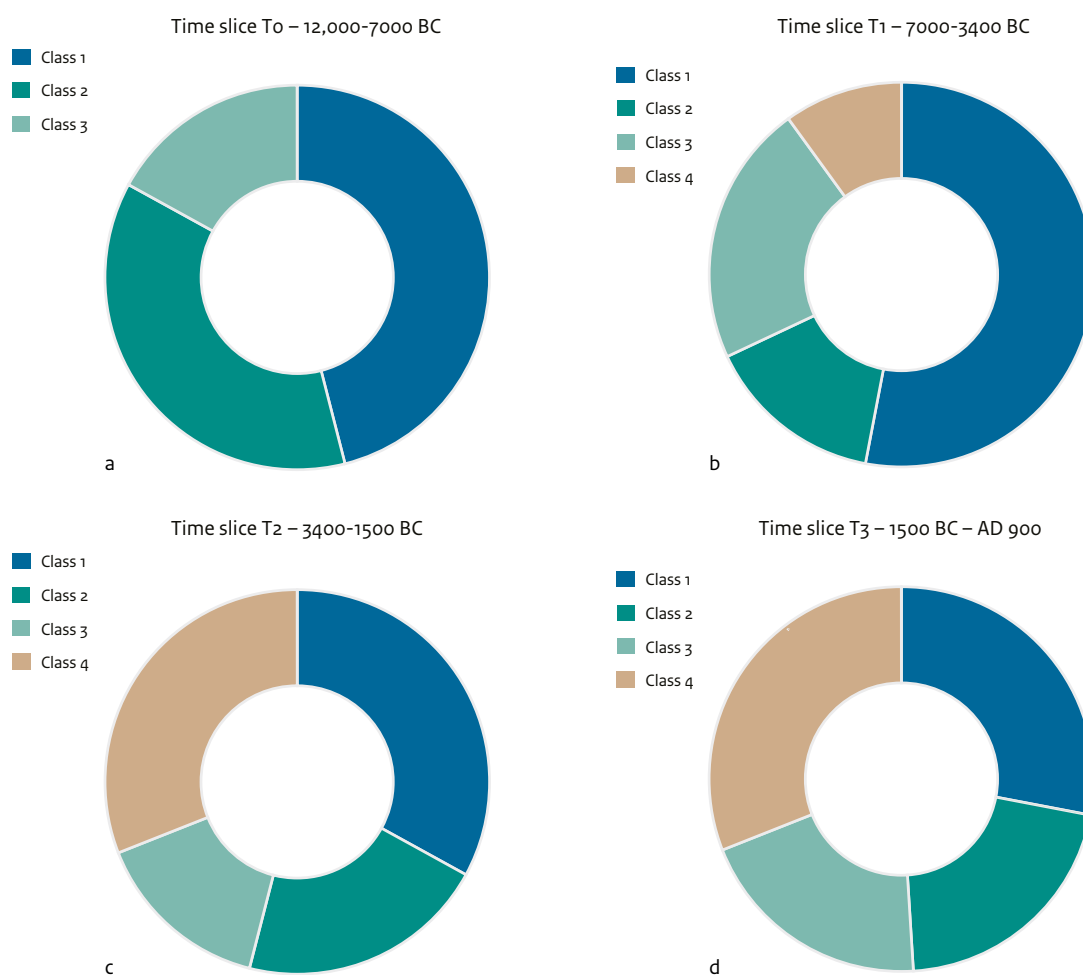 Time slice T0 – 12,000-7000 BC
Class 1
Class 2
Class 3
a
Time slice T1 – 7000-3400 BC
Class 1
Class 2
Class 3
Class 4
b
Time slice T2 – 3400-1500 BC
Class 1
Class 2
Class 3
Class 4
c
Time slice T3 – 1500 BC – AD 900
Class 1
Class 2
Class 3
Class 4
d